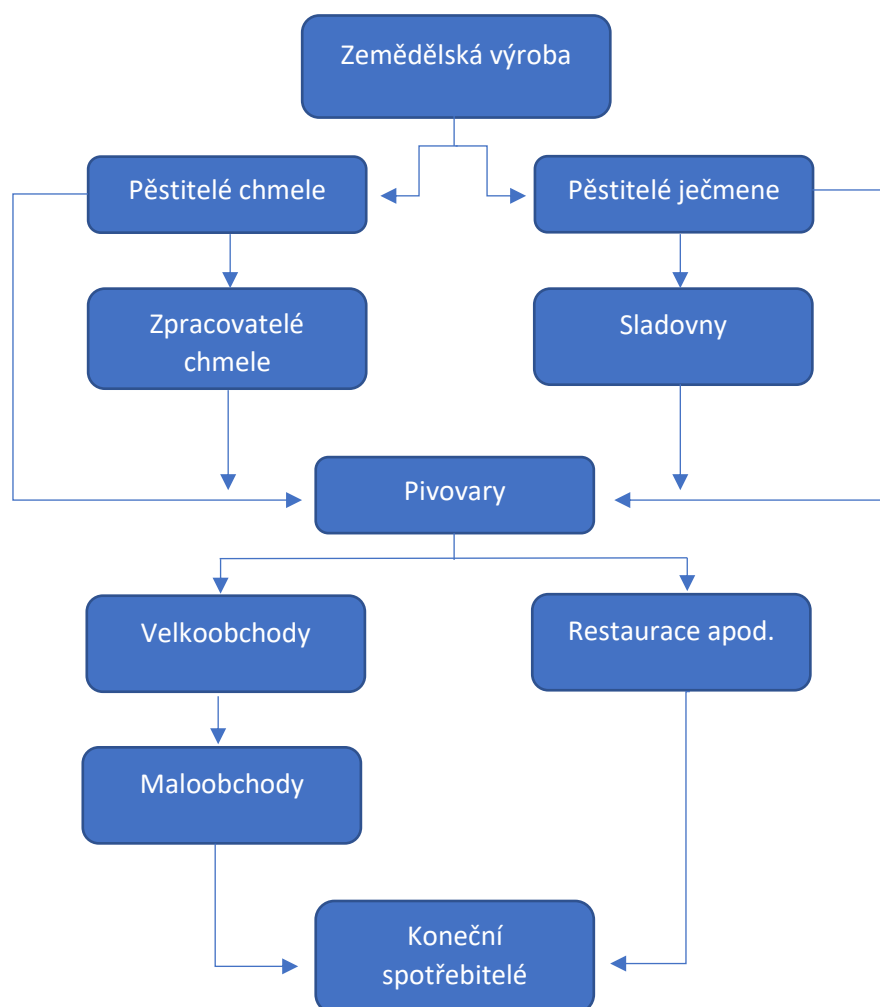 Zemědělská výroba
Pěstitelé chmele
Pěstitelé ječmene
Zpracovatelé
chmele
Sladovny
Pivovary
Velkoobchody
Restaurace apod.
Maloobchody
Koneční
spotřebitelé